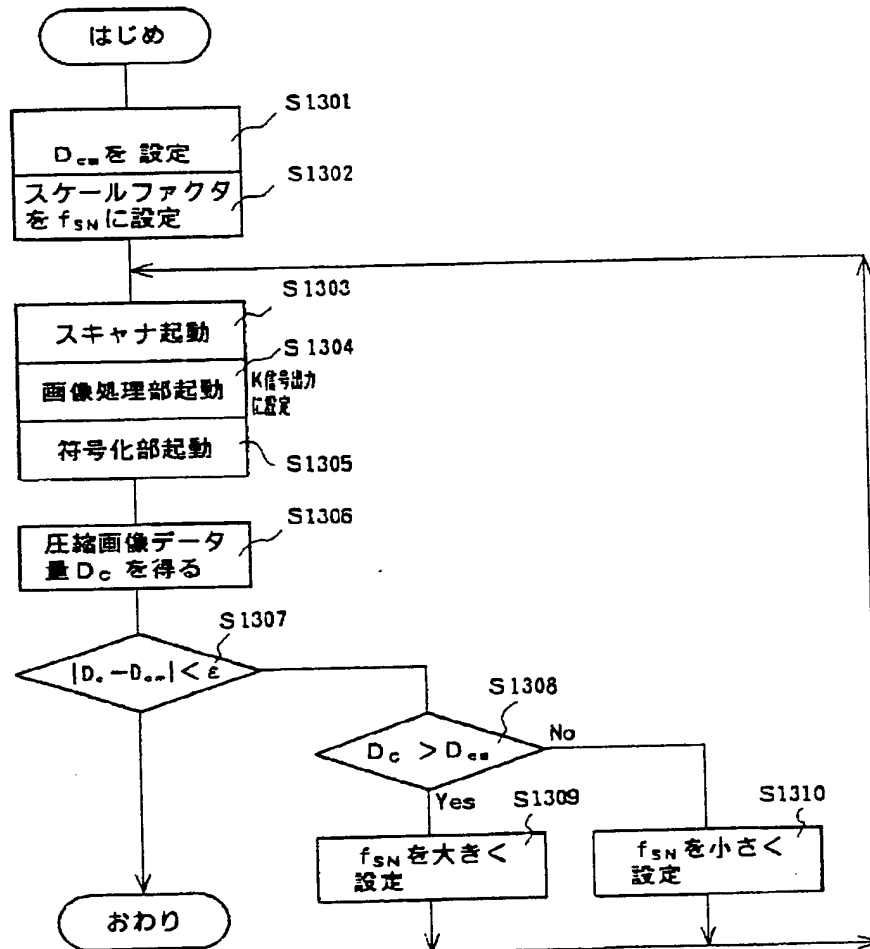 はじめ
S1301
Dcmを 設定
S1302
スケールファクタ
をfSNに設定
S1303
スキャナ起動
S1304
画像処理部起動
K信号出力
に設定
符号化部起動
S1305
S1306
圧縮画像データ
量Dcを得る
S1307
|Dc－Dcm|＜ε
S1308
Dc ＞Dcm
No
Yes
S1309
fSNを大きく
設定
S1310
fSNを小さく
設定
おわり